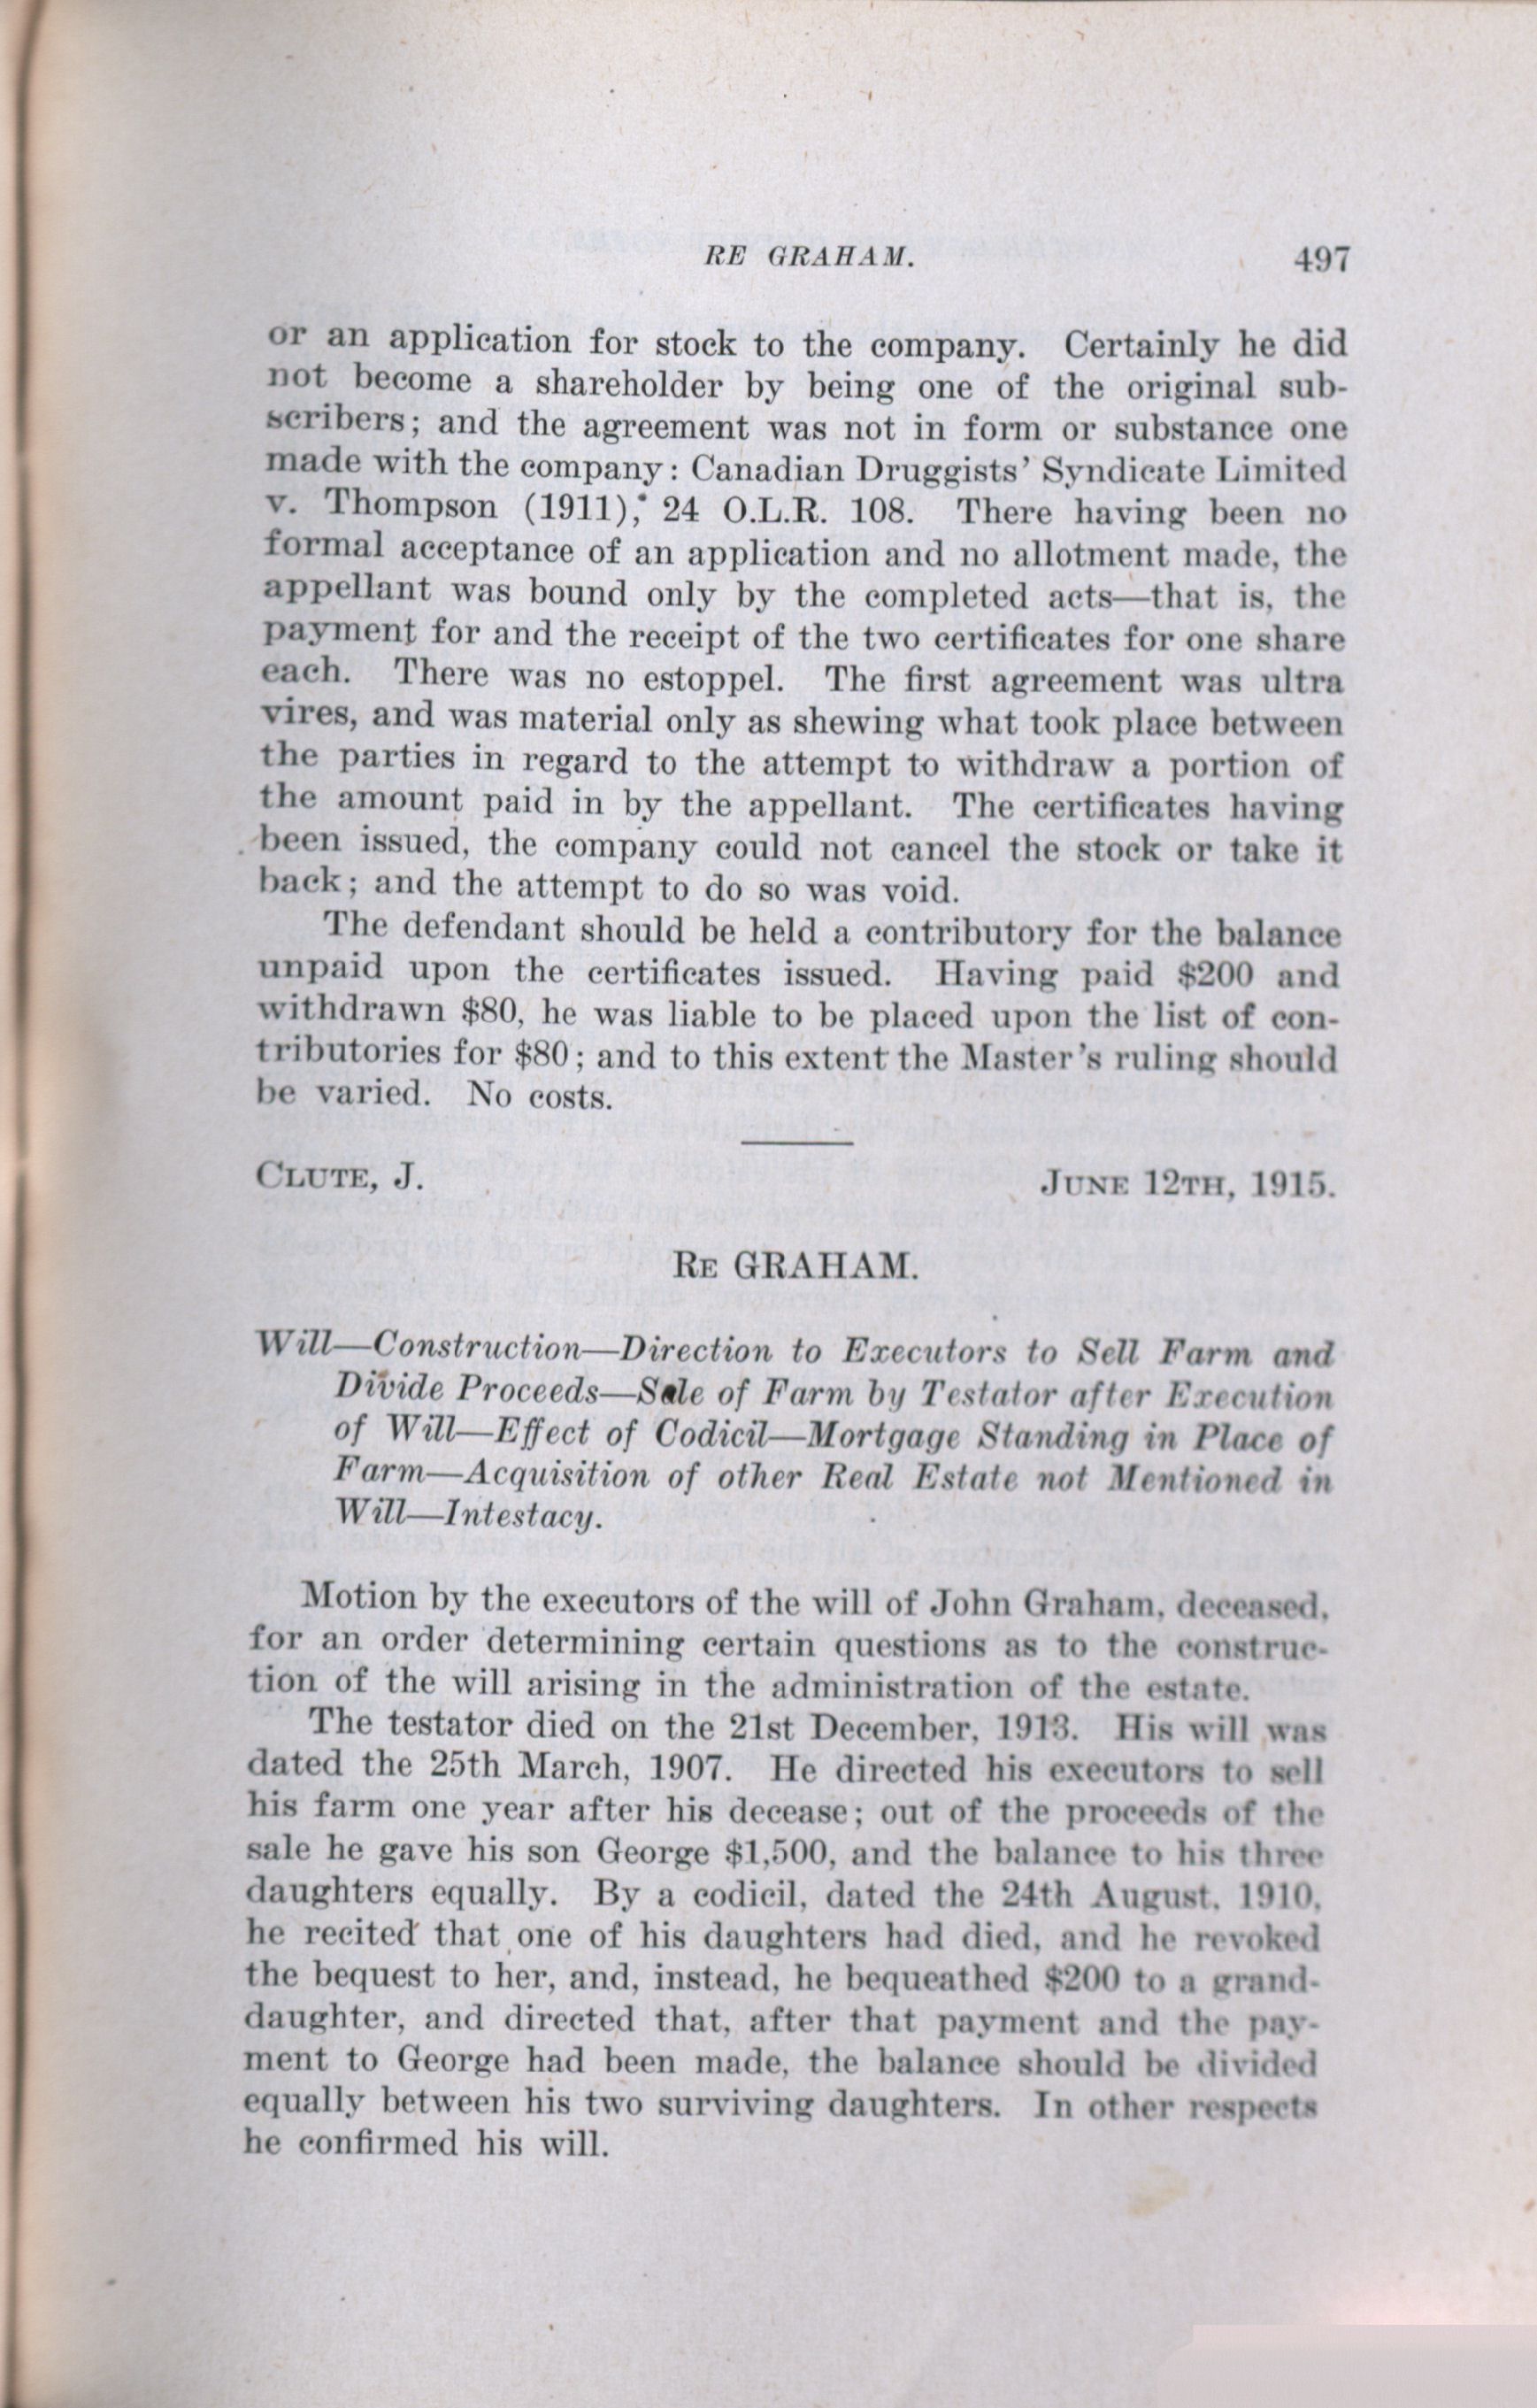 RE GRAHAM. 497
or an application for stock to the company. Certainly he did
not become a shareholder by being one of the original sub-
scribers; and the agreement was not in form or substance one
made with the company: Canadian Druggists' Syndicate Limited
v. Thompson (1911), 24 O.L.R. 108. There having been no
formal acceptance of an application and no allotment made, the
appellant was bound only by the completed acts—that is, the
payment for and the receipt of the two certificates for one share
each. There was no estoppel. The first agreement was ultra
vires, and was material only as shewing what took place between
the parties in regard to the attempt to withdraw a portion of
the amount paid in by the appellant. The certificates having
been issued, the company could not cancel the stock or take it
back; and the attempt to do so was void.
The defendant should be held a contributory for the balance
unpaid upon the certificates issued. Having paid $200 and
withdrawn $80, he was liable to be placed upon the list of con-
tributories for $80; and to this extent the Master's ruling should
be varied. No costs.
CLUTE, J. JUNE 12TH, 1915.
RE GRAHAM.
Will—Construction—Direction to Executors to Sell Farm and
Divide Proceeds—Sale of Farm by Testator after Execution
of Will—Effect of Codicil—Mortgage Standing in Place of
Farm—Acquisition of other Real Estate not Mentioned in
Will—Intestacy.
Motion by the executors of the will of John Graham, deceased,
for an order determining certain questions as to the construc-
tion of the will arising in the administration of the estate.
The testator died on the 21st December, 1913. His will was
dated the 25th March, 1907. He directed his executors to sell
his farm one year after his decease; out of the proceeds of the
sale he gave his son George $1,500, and the balance to his three
daughters equally. By a codicil, dated the 24th August, 1910,
he recited that one of his daughters had died, and he revoked
the bequest to her, and, instead, he bequeathed $200 to a grand-
daughter, and directed that, after that payment and the pay-
ment to George had been made, the balance should be divided
equally between his two surviving daughters. In other respects
he confirmed his will.